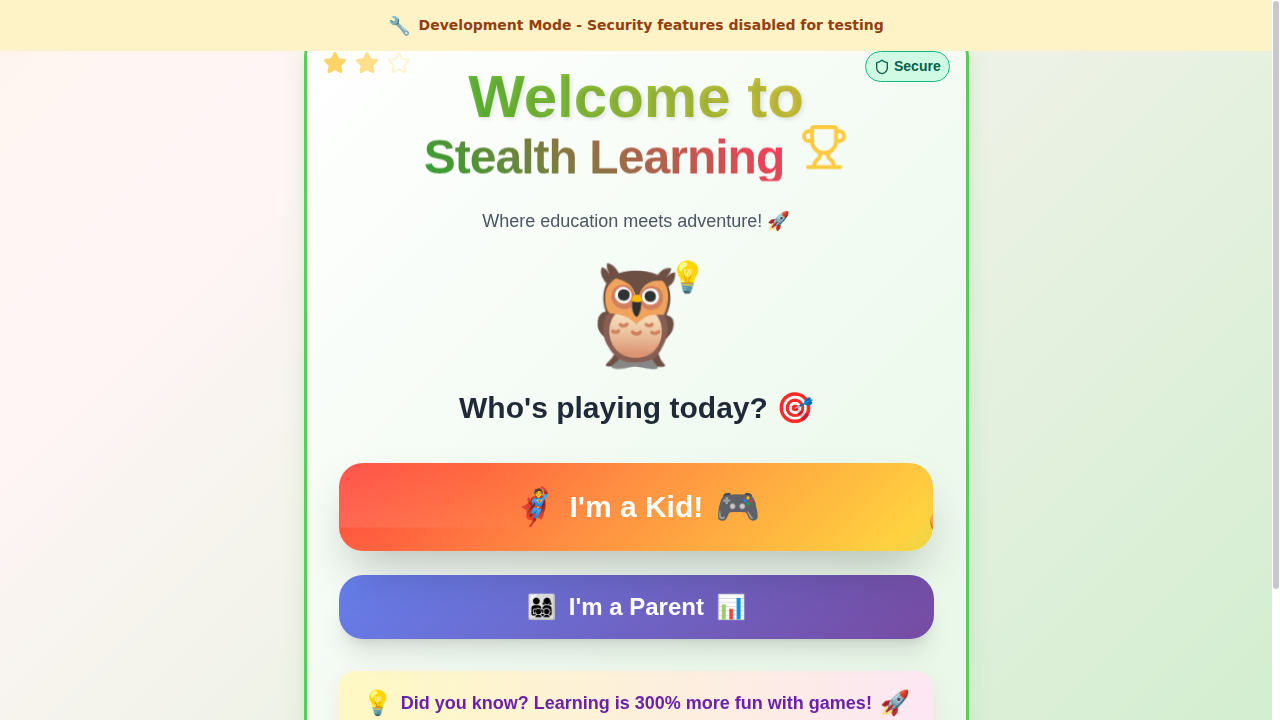 Development Mode - Security features disabled for testing
Secure
Welcome to
Stealth Learning
Where education meets adventure! 🚀
Who's playing today? 🎯
I'm a Kid! 🎮
I'm a Parent 📊
Did you know? Learning is 300% more fun with games! 🚀